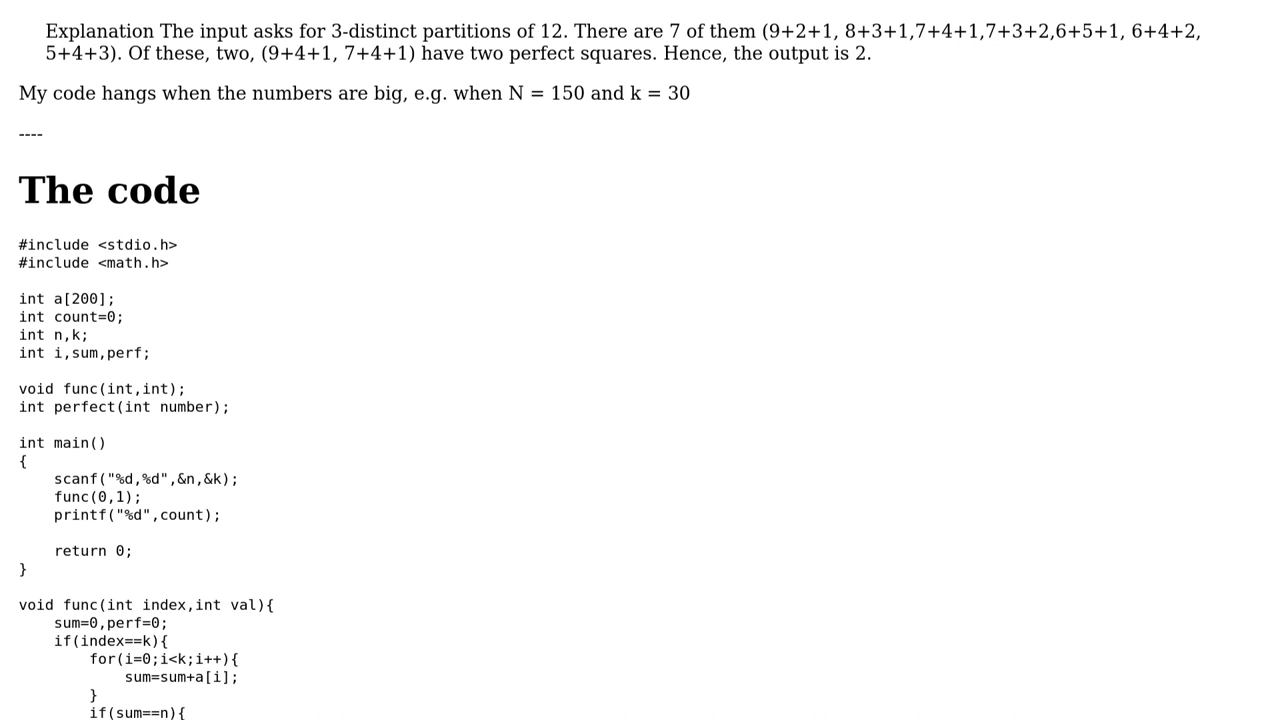 Explanation The input asks for 3-distinct partitions of 12. There are 7 of them (9+2+1, 8+3+1,7+4+1,7+3+2,6+5+1, 6+4+2,
5+4+3). Of these, two, (9+4+1, 7+4+1) have two perfect squares. Hence, the output is 2.
My code hangs when the numbers are big, e.g. when N = 150 and k = 30
----
The code
#include <stdio.h>
#include <math.h>
int a[200];
int count=0;
int n,k;
int i,sum,perf;
void func(int,int);
int perfect(int number);
int main()
{
    scanf("%d,%d",&n,&k);
    func(0,1);
    printf("%d",count);
    return 0;
}
void func(int index,int val){
    sum=0,perf=0;
    if(index==k){
        for(i=0;i<k;i++){
            sum=sum+a[i];
        }
        if(sum==n){